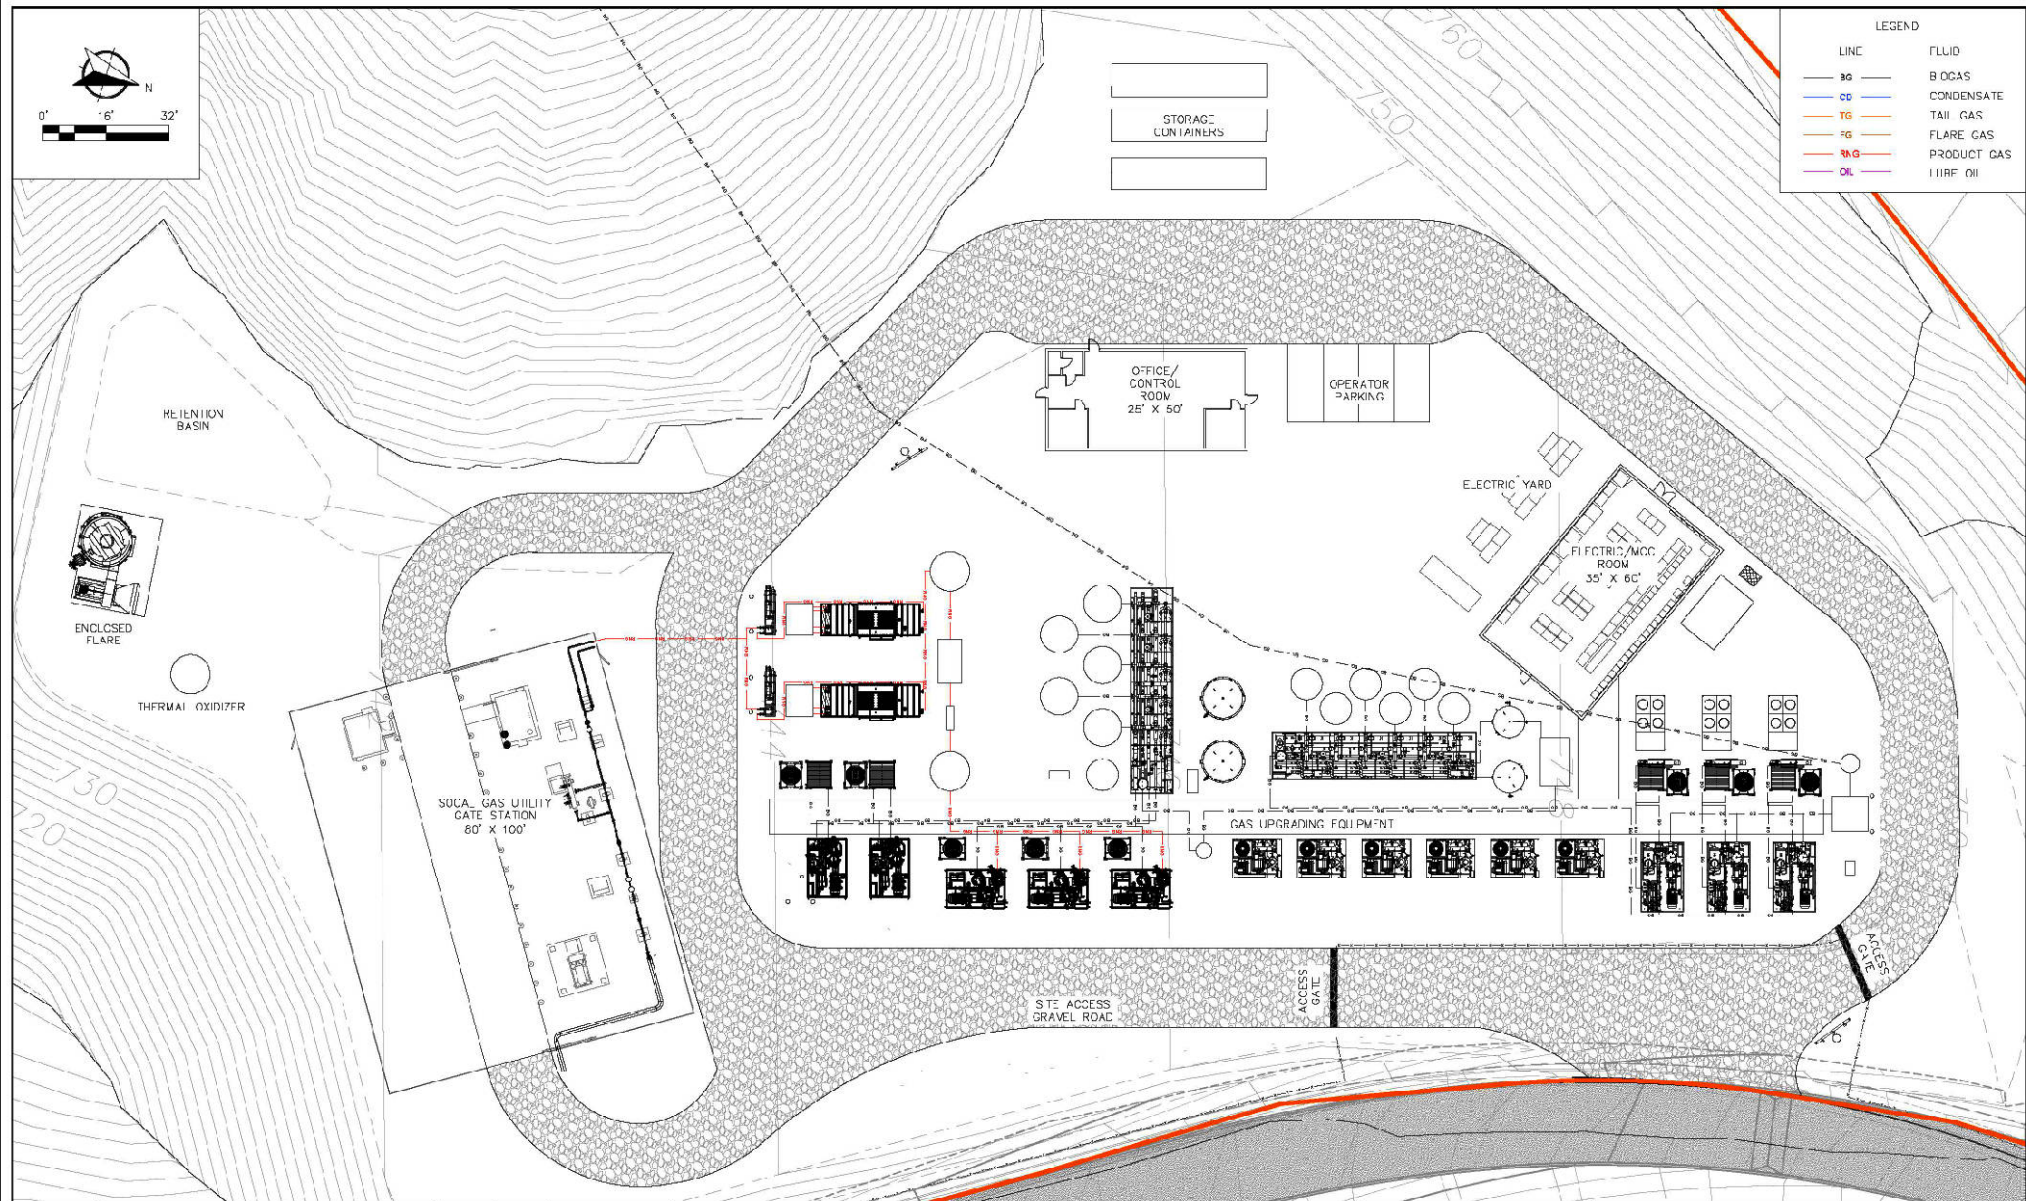 N
0' 16' 32'
LEGEND
LINE FLUID
BG BIOGAS
CD CONDENSATE
TG TAIL GAS
FG FLARE GAS
RNG PRODUCT GAS
OIL LUBE OIL
760
750
STORAGE
CONTAINERS
OFFICE/
CONTROL
ROOM
25' X 50'
OPERATOR
PARKING
RETENTION
BASIN
ELECTRIC YARD
ELECTRIC/MCC
ROOM
35' X 60'
ENCLOSED
FLARE
THERMAL OXIDIZER
730
720
SOCAL GAS UTILITY
GATE STATION
80' X 100'
GAS UPGRADING EQUIPMENT
ACCESS
GATE
ACCESS
GATE
SITE ACCESS
GRAVEL ROAD